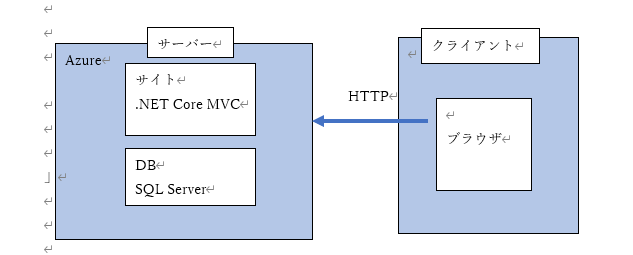 サーバー
Azure
サイト
.NET Core MVC
DB
SQL Server
HTTP
クライアント
ブラウザ
」